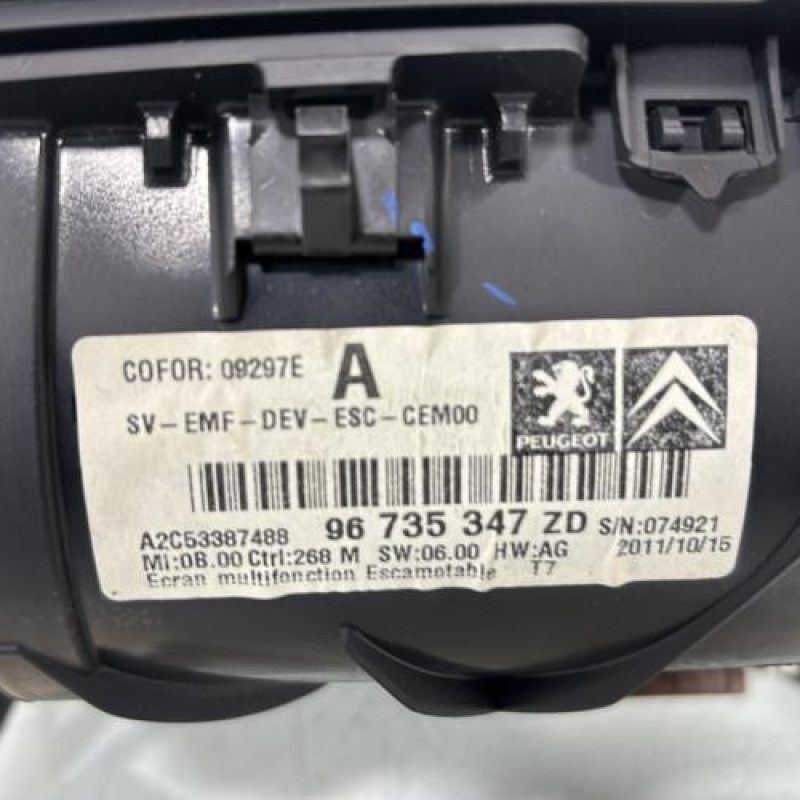 COFOR: 09297E A
SV-EMF-DEV-ESC-CEM00
PEUGEOT
A2C53387488 96 735 347 ZD S/N:074921
MI:0B.00 Ctrl:268 M SW:06.00 HW:AG 2011/10/15
Ecran multifonction Escamotable T7